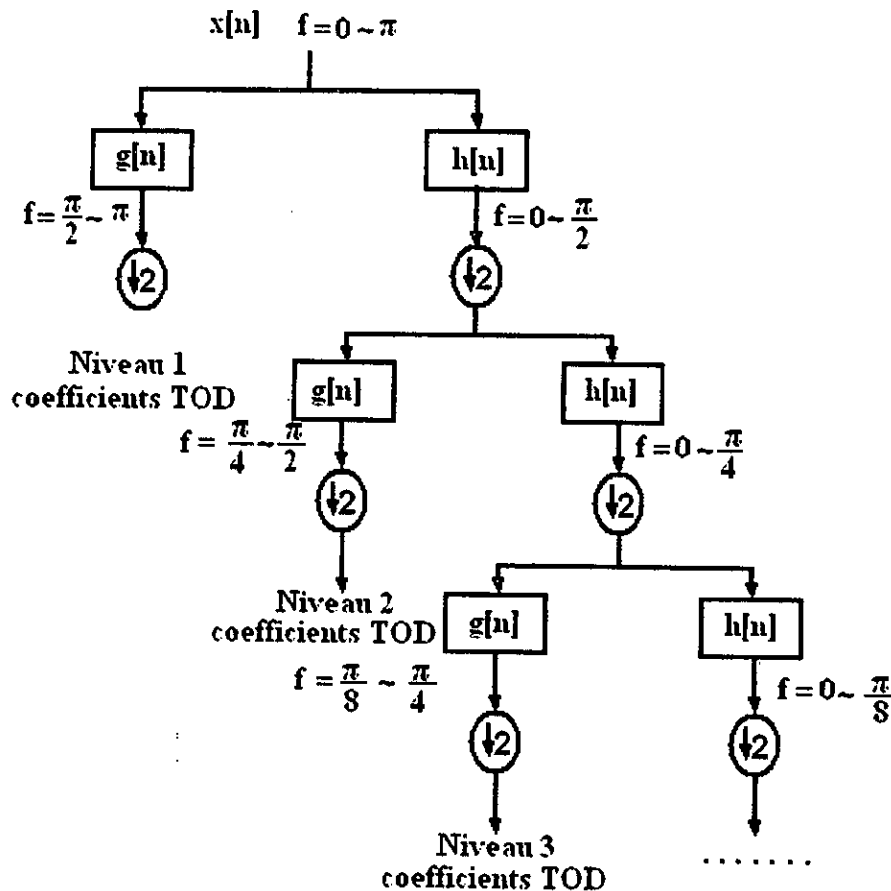 x[n] f=0~π
g[n] h[n]
f=π/2~π f=0~π/2
↓2 ↓2
Niveau 1
coefficients TOD
g[n] h[n]
f=π/4~π/2 f=0~π/4
↓2 ↓2
Niveau 2
coefficients TOD
g[n] h[n]
f=π/8~π/4 f=0~π/8
↓2 ↓2
Niveau 3
coefficients TOD
.......